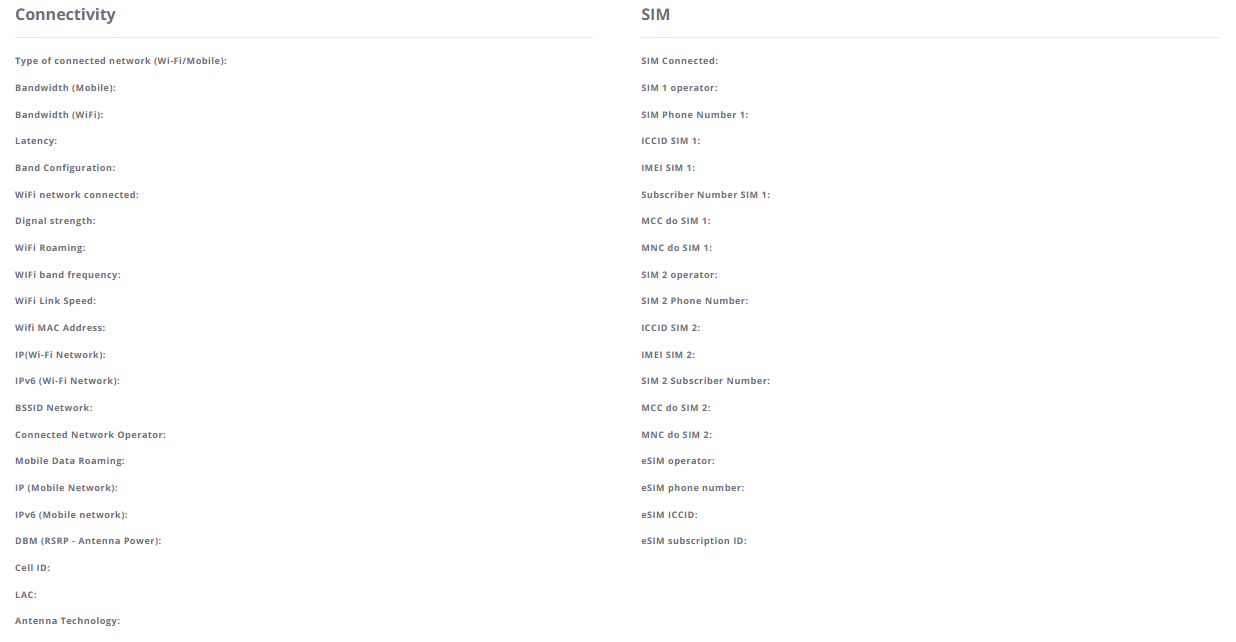 Connectivity
Type of connected network (Wi-Fi/Mobile):
Bandwidth (Mobile):
Bandwidth (WiFi):
Latency:
Band Configuration:
WiFi network connected:
Dignal strength:
WiFi Roaming:
WIFi band frequency:
WiFi Link Speed:
Wifi MAC Address:
IP(Wi-Fi Network):
IPv6 (Wi-Fi Network):
BSSID Network:
Connected Network Operator:
Mobile Data Roaming:
IP (Mobile Network):
IPv6 (Mobile network):
DBM (RSRP - Antenna Power):
Cell ID:
LAC:
Antenna Technology:
SIM
SIM Connected:
SIM 1 operator:
SIM Phone Number 1:
ICCID SIM 1:
IMEI SIM 1:
Subscriber Number SIM 1:
MCC do SIM 1:
MNC do SIM 1:
SIM 2 operator:
SIM 2 Phone Number:
ICCID SIM 2:
IMEI SIM 2:
SIM 2 Subscriber Number:
MCC do SIM 2:
MNC do SIM 2:
eSIM operator:
eSIM phone number:
eSIM ICCID:
eSIM subscription ID: